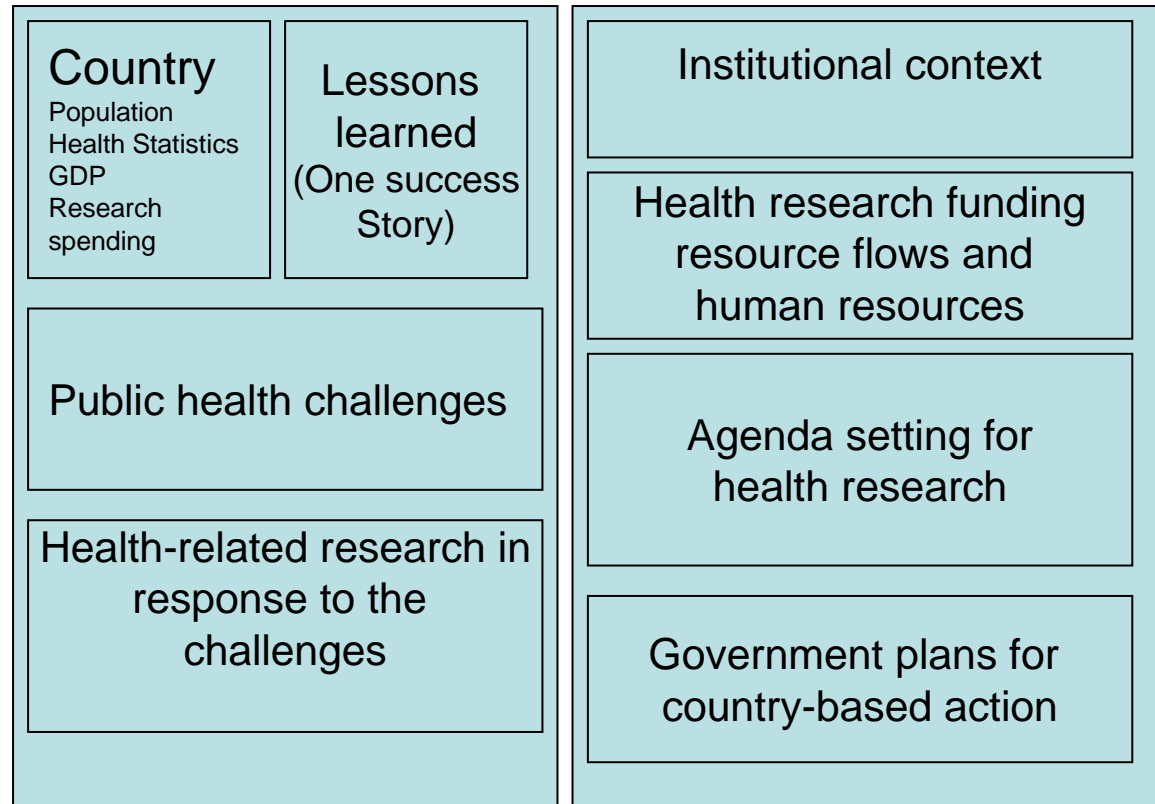 Country
Population
Health Statistics
GDP
Research
spending
Lessons
learned
(One success
Story)
Public health challenges
Health-related research in
response to the
challenges
Institutional context
Health research funding
resource flows and
human resources
Agenda setting for
health research
Government plans for
country-based action